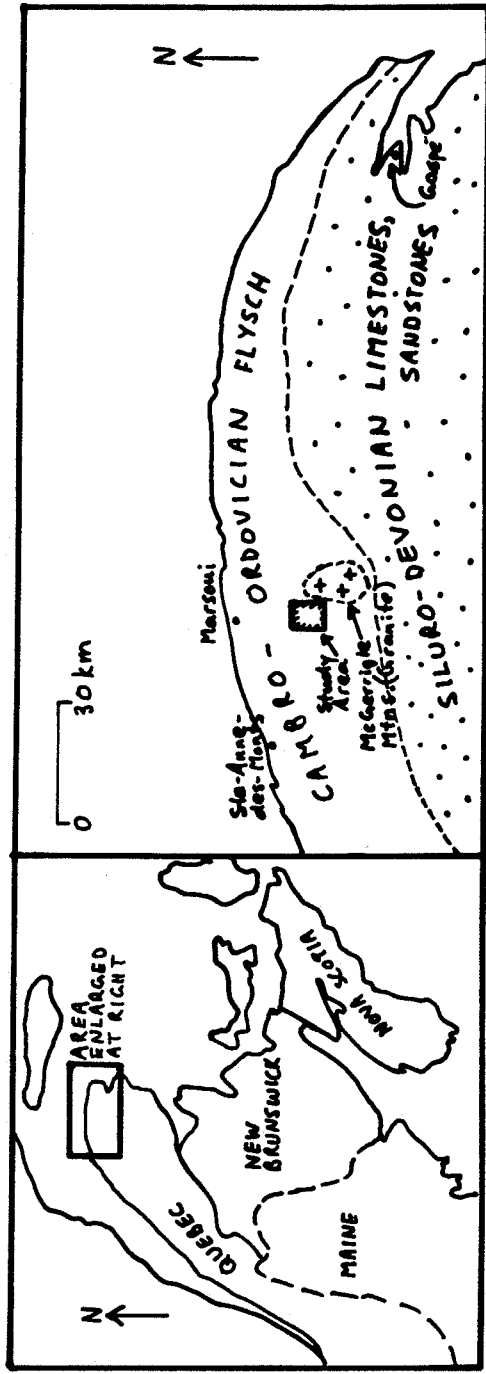 N
QUEBEC
AREA
ENLARGED
AT RIGHT
NEW
BRUNSWICK
MAINE
NOVA SCOTIA
0 30 km
N
Ste-Anne-
des-Monts
Marsoui
CAMBRO-ORDOVICIAN FLYSCH
Study
Area
McGerrigle
Mtns. (Granite)
SILURO-DEVONIAN LIMESTONES,
SANDSTONES
Gaspé